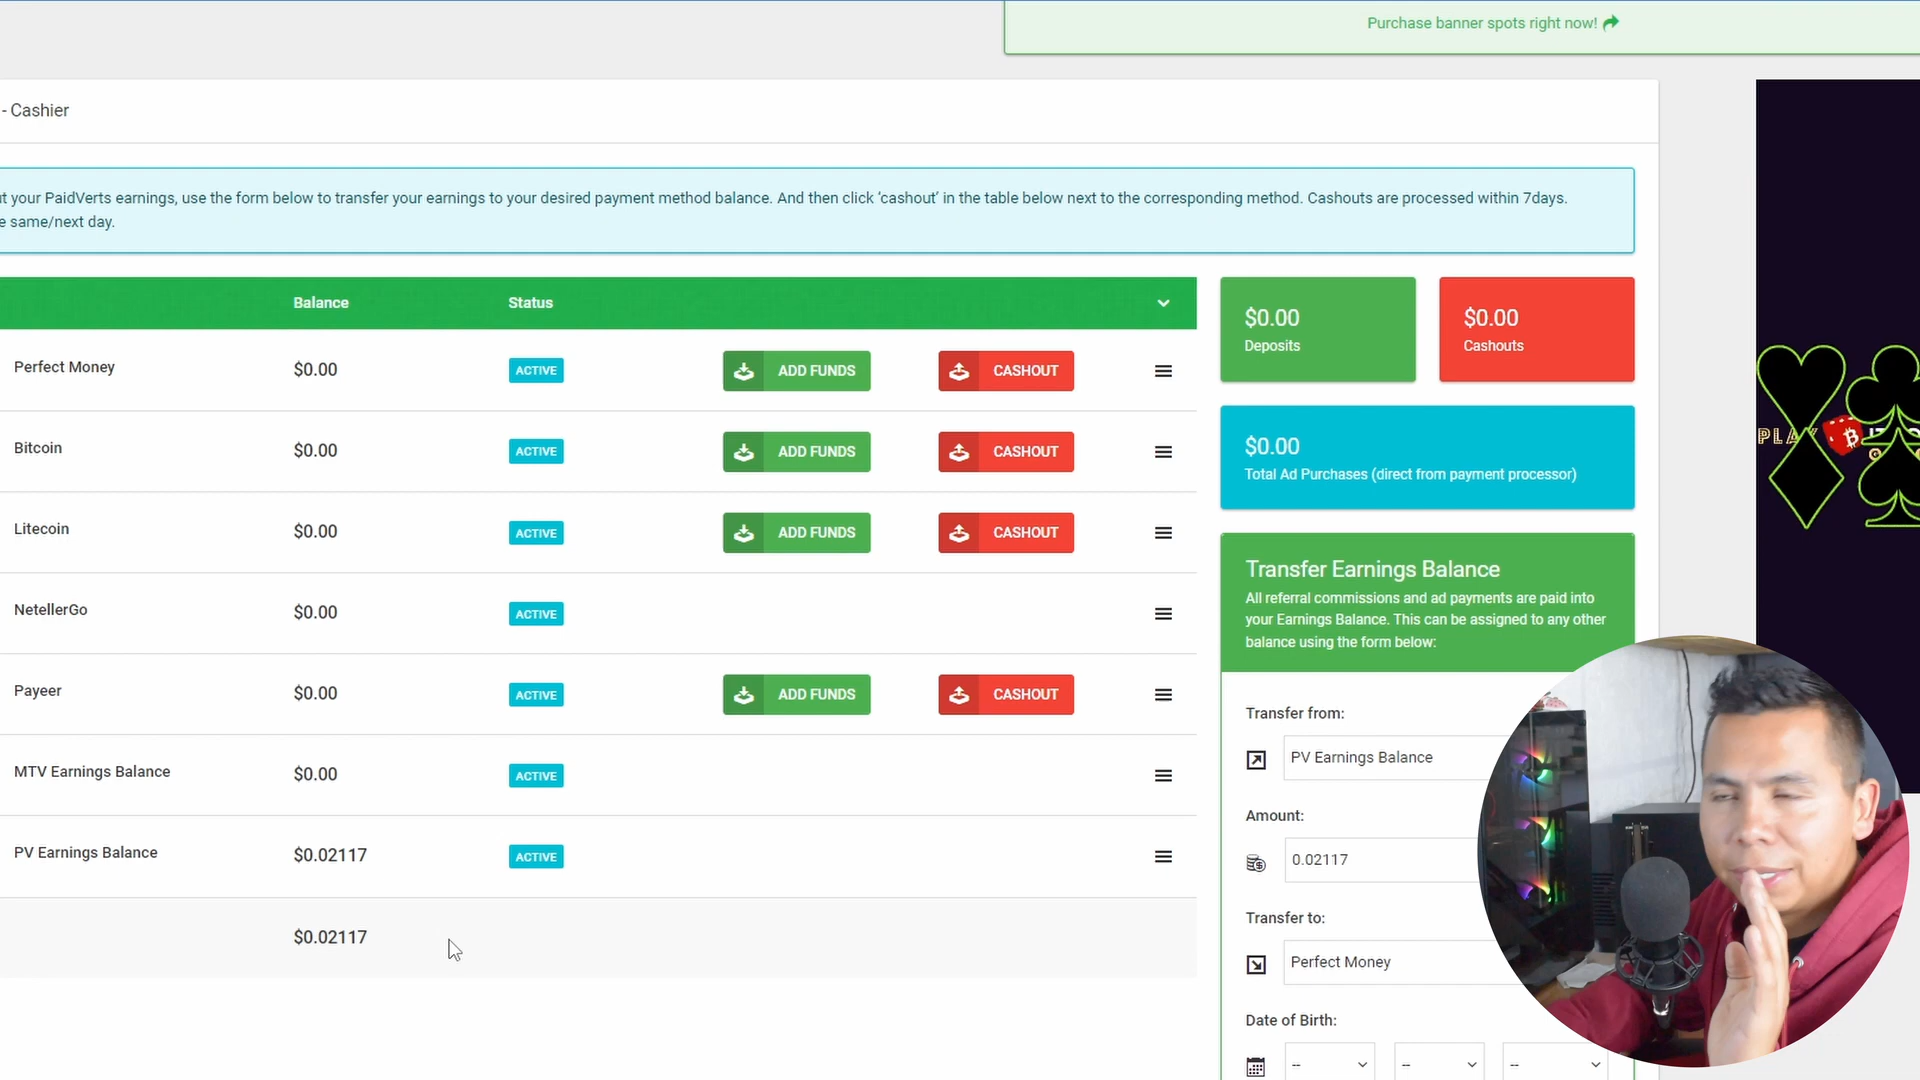 Purchase banner spots right now!
- Cashier
your PaidVerts earnings, use the form below to transfer your earnings to your desired payment method balance. And then click 'cashout' in the table below next to the corresponding method. Cashouts are processed within 7days.
same/next day.
Balance Status
Perfect Money $0.00 ACTIVE ADD FUNDS CASHOUT
Bitcoin $0.00 ACTIVE ADD FUNDS CASHOUT
Litecoin $0.00 ACTIVE ADD FUNDS CASHOUT
NetellerGo $0.00 ACTIVE
Payeer $0.00 ACTIVE ADD FUNDS CASHOUT
MTV Earnings Balance $0.00 ACTIVE
PV Earnings Balance $0.02117 ACTIVE
$0.02117
$0.00
Deposits
$0.00
Cashouts
$0.00
Total Ad Purchases (direct from payment processor)
Transfer Earnings Balance
All referral commissions and ad payments are paid into
your Earnings Balance. This can be assigned to any other
balance using the form below:
Transfer from:
PV Earnings Balance
Amount:
0.02117
Transfer to:
Perfect Money
Date of Birth:
-- -- --
PLAY